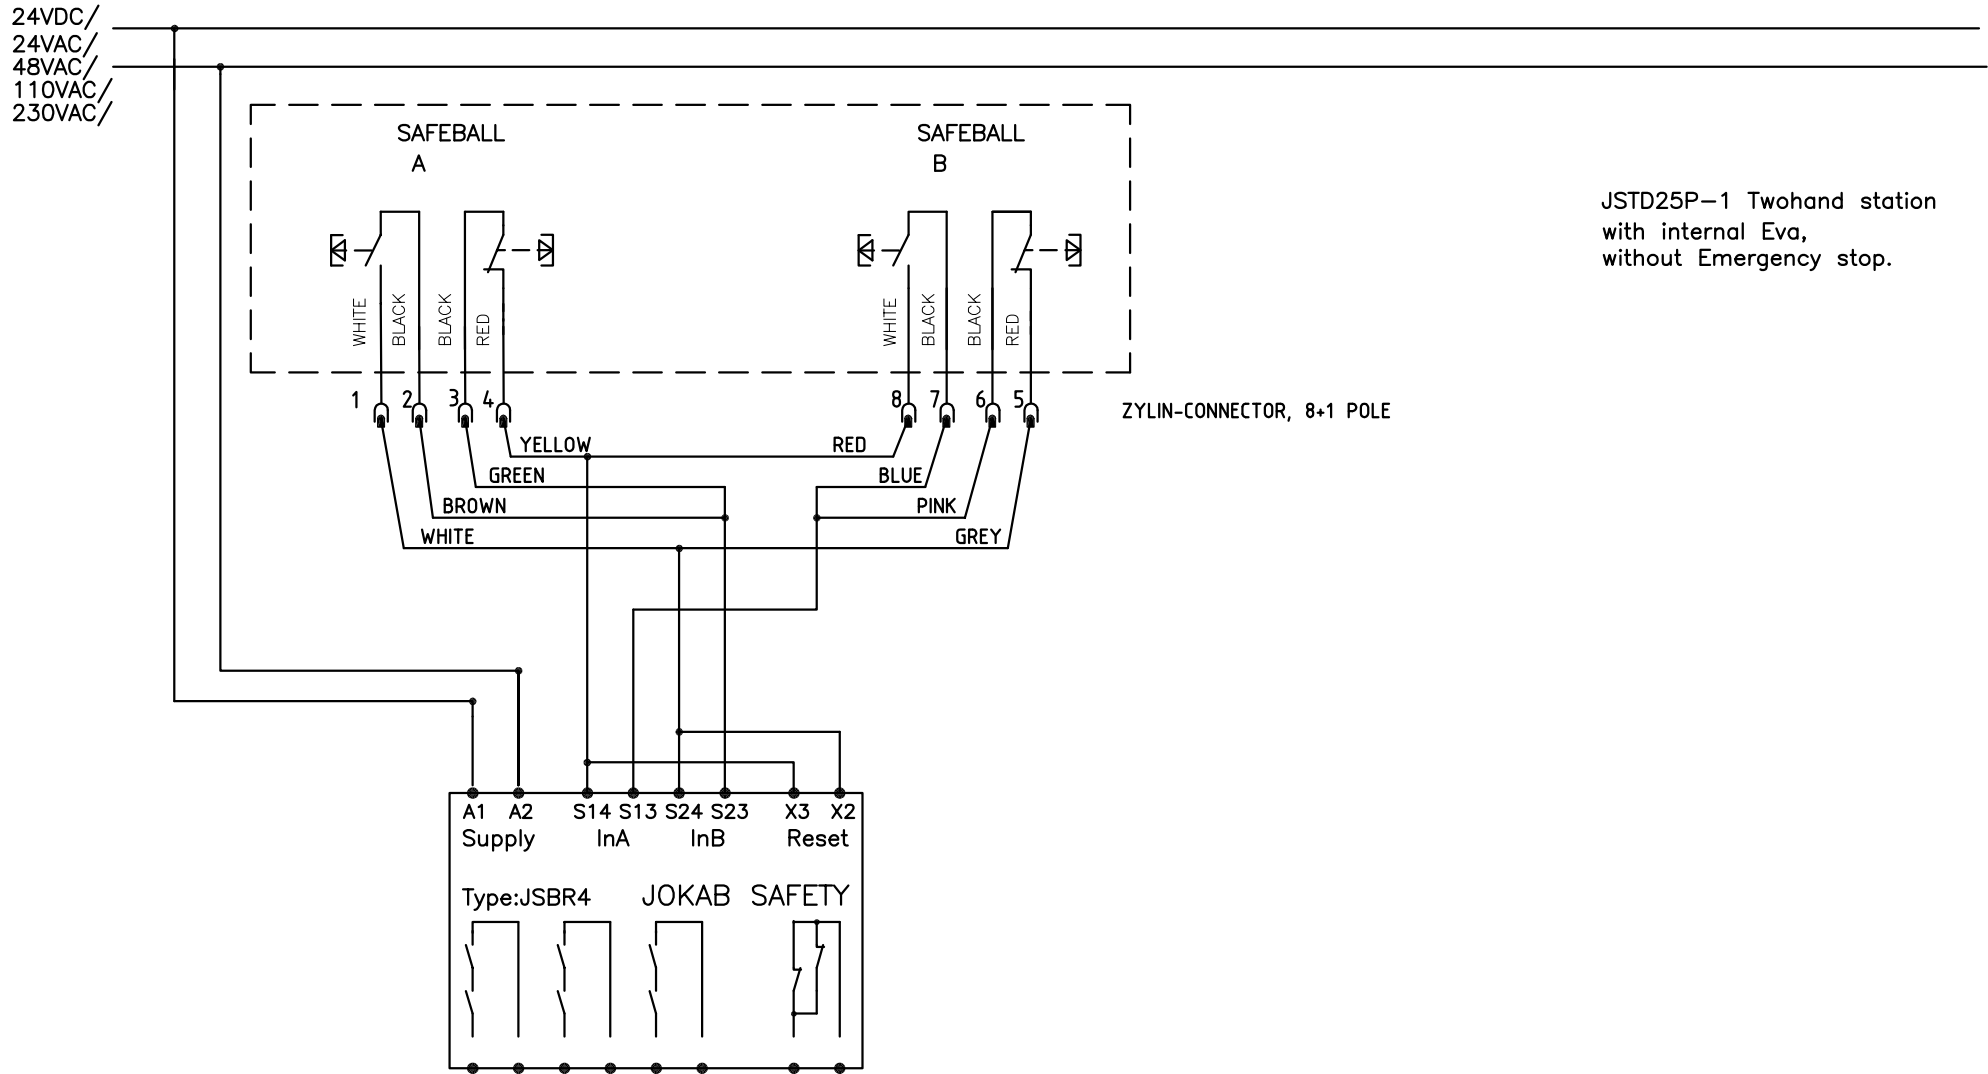 24VDC/
24VAC/
48VAC/
110VAC/
230VAC/
SAFEBALL
A
SAFEBALL
B
JSTD25P-1 Twohand station
with internal Eva,
without Emergency stop.
WHITE
BLACK
BLACK
RED
WHITE
BLACK
BLACK
RED
1 2 3 4 8 7 6 5
ZYLIN-CONNECTOR, 8+1 POLE
YELLOW RED
GREEN BLUE
BROWN PINK
WHITE GREY
A1 A2 S14 S13 S24 S23 X3 X2
Supply InA InB Reset
Type:JSBR4 JOKAB SAFETY